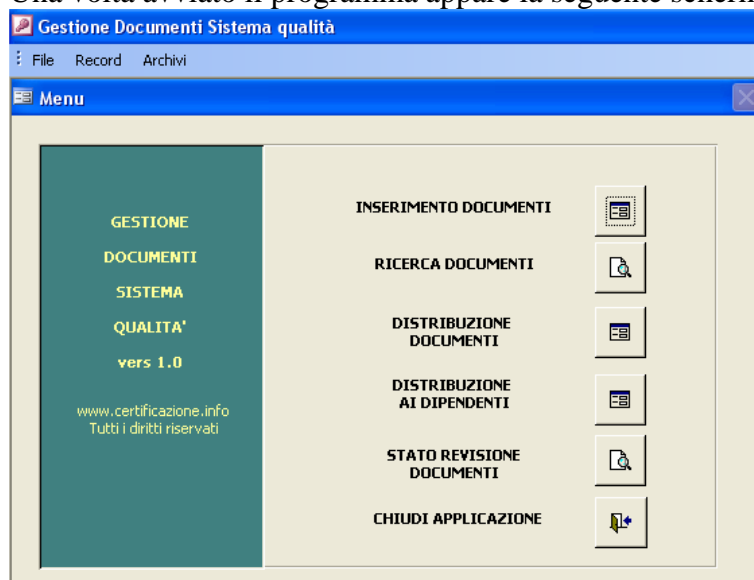 Una volta avviato il programma appare la seguente
Gestione Documenti Sistema qualità
File Record Archivi
Menu
GESTIONE
DOCUMENTI
SISTEMA
QUALITA'
vers 1.0
www.certificazione.info
Tutti i diritti riservati
INSERIMENTO DOCUMENTI
RICERCA DOCUMENTI
DISTRIBUZIONE
DOCUMENTI
DISTRIBUZIONE
AI DIPENDENTI
STATO REVISIONE
DOCUMENTI
CHIUDI APPLICAZIONE